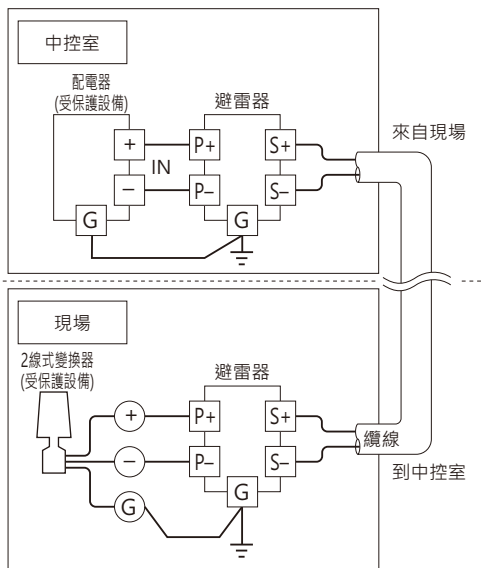 中控室
配電器
(受保護設備)
避雷器
來自現場
+
P+
S+
IN
−
P−
S−
G
G
現場
2線式變換器
(受保護設備)
避雷器
+
P+
S+
纜線
−
P−
S−
到中控室
G
G